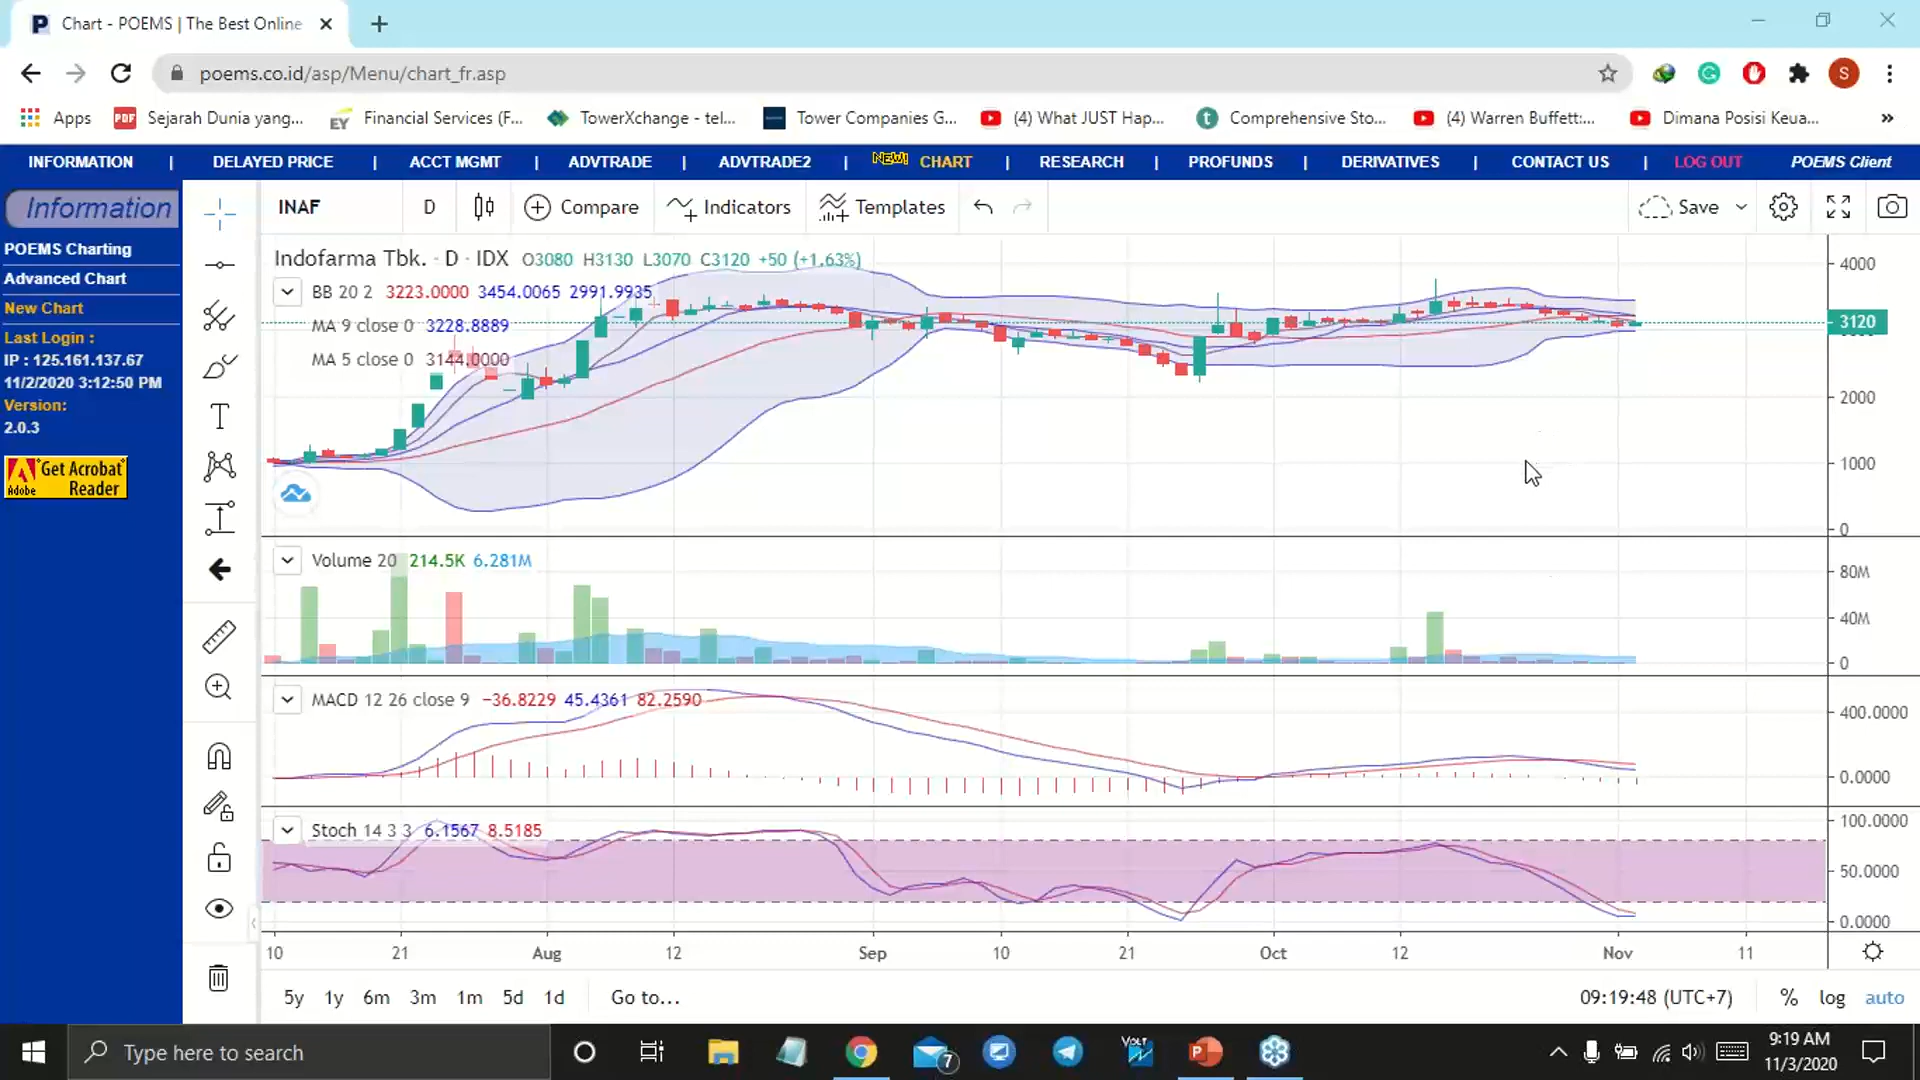 Chart - POEMS | The Best Online
poems.co.id/asp/Menu/chart_fr.asp
S
Apps
PDF Sejarah Dunia yang...
EY Financial Services (F...
TowerXchange - tel...
Tower Companies G...
(4) What JUST Hap...
Comprehensive Sto...
(4) Warren Buffett:...
Dimana Posisi Keua...
»
INFORMATION | DELAYED PRICE | ACCT MGMT | ADVTRADE | ADVTRADE2 | NEW! CHART | RESEARCH | PROFUNDS | DERIVATIVES | CONTACT US | LOG OUT POEMS Client
Information
POEMS Charting
Advanced Chart
New Chart
Last Login :
IP : 125.161.137.67
11/2/2020 3:12:50 PM
Version:
2.0.3
Get Acrobat
Adobe Reader
INAF D Compare Indicators Templates Save
Indofarma Tbk. · D · IDX O3080 H3130 L3070 C3120 +50 (+1.63%)
BB 20 2 3223.0000 3454.0065 2991.9935
MA 9 close 0 3228.8889
MA 5 close 0 3144.0000
4000
3120
2000
1000
0
Volume 20 214.5K 6.281M
80M
40M
0
MACD 12 26 close 9 −36.8229 45.4361 82.2590
400.0000
0.0000
Stoch 14 3 3 6.1567 8.5185
100.0000
50.0000
0.0000
10 21 Aug 12 Sep 10 21 Oct 12 Nov 11
5y 1y 6m 3m 1m 5d 1d Go to... 09:19:48 (UTC+7) % log auto
Type here to search
7
VOLT
9:19 AM
11/3/2020